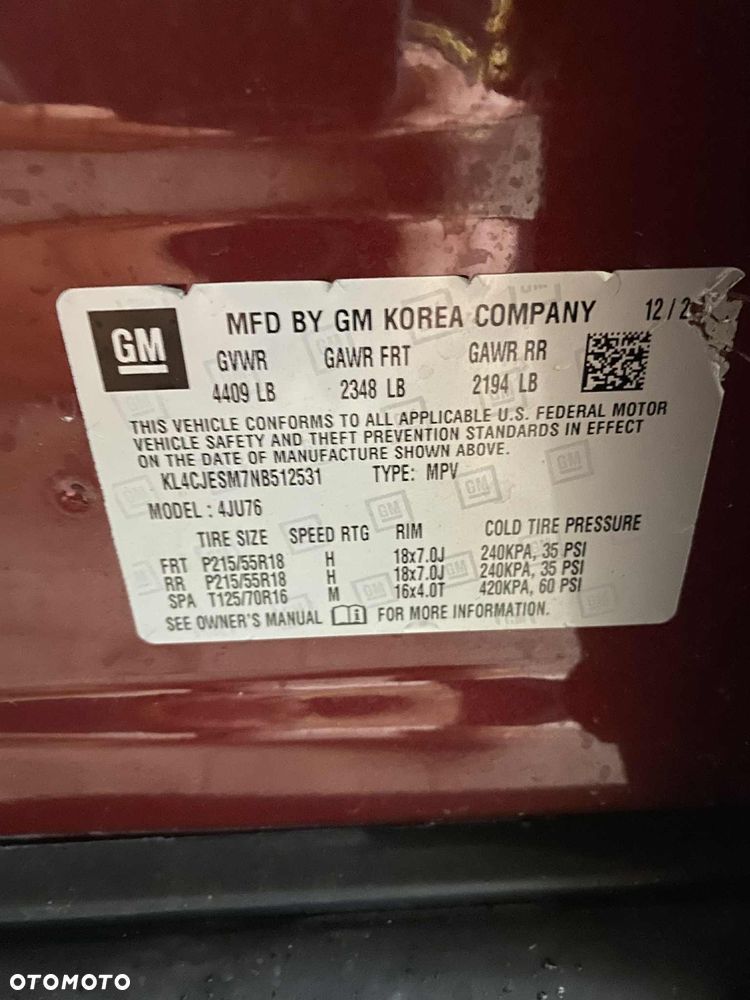 GM
MFD BY GM KOREA COMPANY 12/2
GVWR GAWR FRT GAWR RR
4409 LB 2348 LB 2194 LB
THIS VEHICLE CONFORMS TO ALL APPLICABLE U.S. FEDERAL MOTOR
VEHICLE SAFETY AND THEFT PREVENTION STANDARDS IN EFFECT
ON THE DATE OF MANUFACTURE SHOWN ABOVE.
KL4CJESM7NB512531 TYPE: MPV
MODEL : 4JU76
TIRE SIZE SPEED RTG RIM COLD TIRE PRESSURE
FRT P215/55R18 H 18x7.0J 240KPA, 35 PSI
RR P215/55R18 H 18x7.0J 240KPA, 35 PSI
SPA T125/70R16 M 16x4.0T 420KPA, 60 PSI
SEE OWNER'S MANUAL FOR MORE INFORMATION.
OTOMOTO